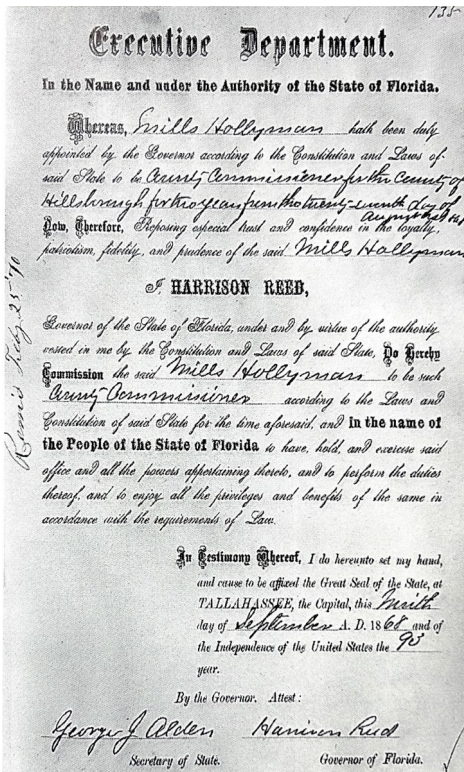 135
Executive Department.
In the Name and under the Authority of the State of Florida.
Whereas, Mills Hollyman hath been duly
appointed by the Governor according to the Constitution and Laws of
said State to be County Commissioner for the County of
Hillsborough for two years from the twenty day of
August
Now, Therefore, Reposing especial trust and confidence in the loyalty,
patriotism, fidelity, and prudence of the said Mills Hollyman
I HARRISON REED,
Governor of the State of Florida, under and by virtue of the authority
vested in me by the Constitution and Laws of said State, Do Hereby
Commission the said Mills Hollyman to be such
County Commissioner according to the Laws and
Constitution of said State for the time aforesaid, and In the name of
the People of the State of Florida to have, hold, and exercise said
office and all the powers appertaining thereto, and to perform the duties
thereof, and to enjoy all the privileges and benefits of the same in
accordance with the requirements of Law.
In Testimony Whereof, I do hereunto set my hand,
and cause to be affixed the Great Seal of the State, at
TALLAHASSEE, the Capital, this Ninth
day of September A. D. 1868 and of
the Independence of the United States the 93
year.
By the Governor. Attest:
George J Alden Harrison Reed
Secretary of State. Governor of Florida.
Feby 25 '70